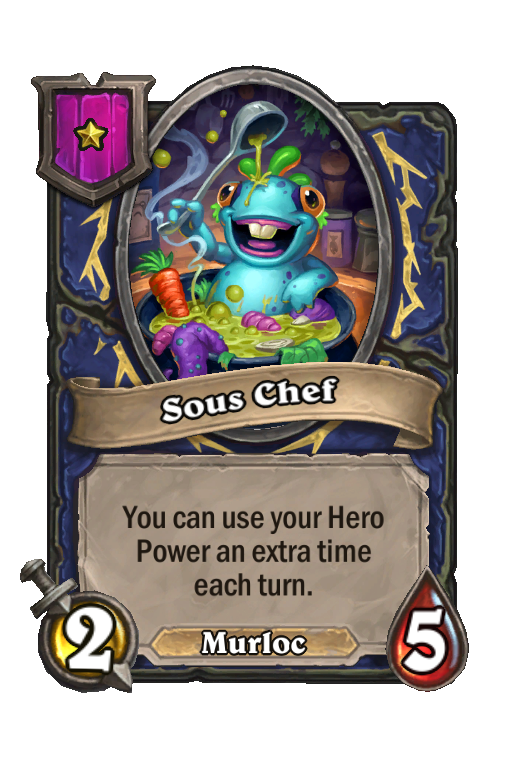 Sous Chef
You can use your Hero
Power an extra time
each turn.
2
Murloc
5